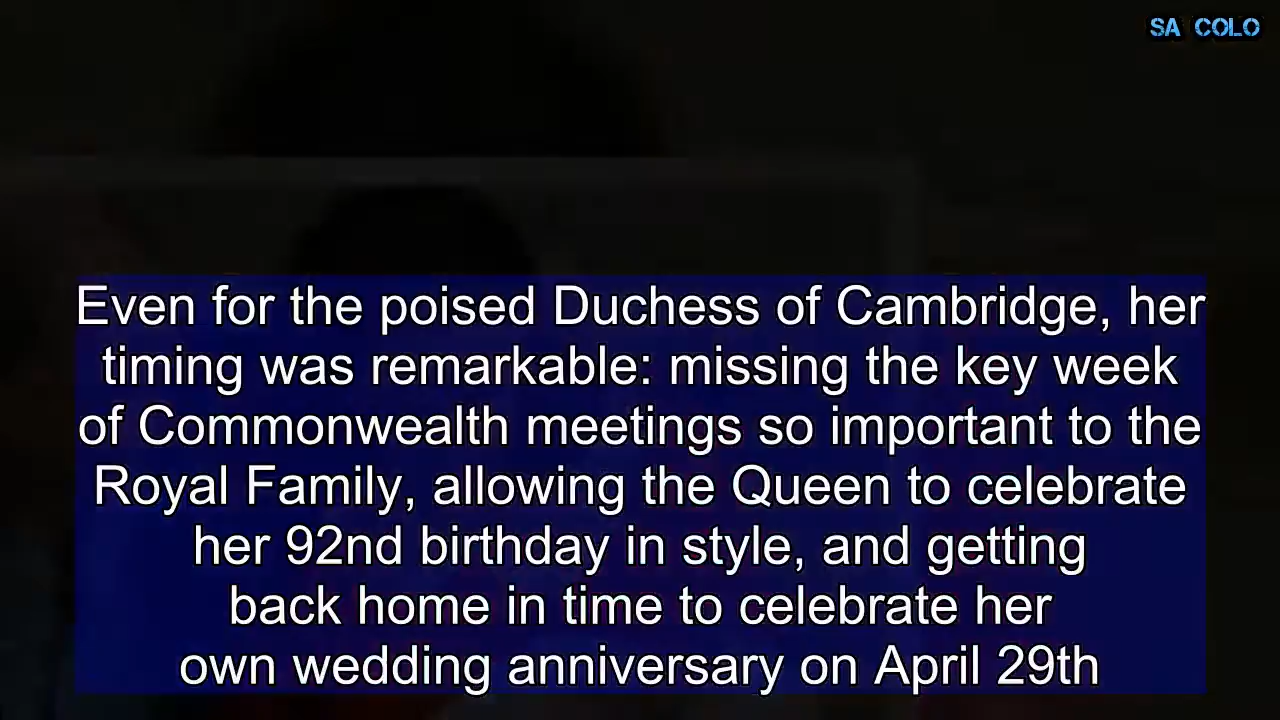 SA COLO
Even for the poised Duchess of Cambridge, her
timing was remarkable: missing the key week
of Commonwealth meetings so important to the
Royal Family, allowing the Queen to celebrate
her 92nd birthday in style, and getting
back home in time to celebrate her
own wedding anniversary on April 29th